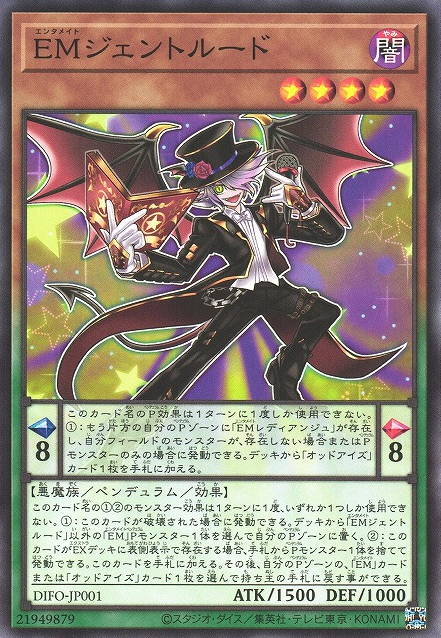 EMジェントルード
闇
このカード名のP効果は1ターンに1度しか使用できない。
①:もう片方の自分のPゾーンに「EMレディアンジュ」が存在
し、自分フィールドのモンスターが、存在しない場合またはP
モンスターのみの場合に発動できる。デッキから「オッドアイズ」
カード1枚を手札に加える。
8
8
【悪魔族/ペンデュラム/効果】
このカード名の①②のモンスター効果は1ターンに1度、いずれか1つしか使用でき
ない。①:このカードが破壊された場合に発動できる。デッキから「EMジェント
ルード」以外の「EM」Pモンスター1体を選んで自分のPゾーンに置く。②:この
カードがEXデッキに表側表示で存在する場合、手札からPモンスター1体を捨てて
発動できる。このカードを手札に加える。その後、自分のPゾーンの、「EM」カード
または「オッドアイズ」カード1枚を選んで持ち主の手札に戻す事ができる。
DIFO-JP001
ATK/1500 DEF/1000
21949879
©スタジオ・ダイス/集英社・テレビ東京・KONAMI